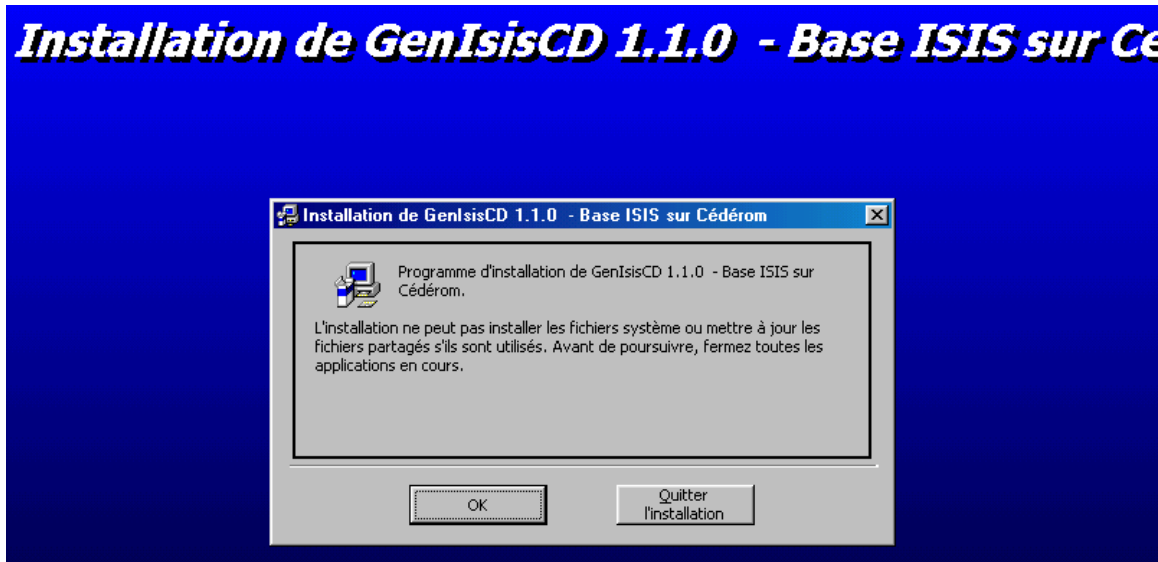 Installation de GenIsisCD 1.1.0 - Base ISIS sur Cé
Installation de GenIsisCD 1.1.0 - Base ISIS sur Cédérom
Programme d'installation de GenIsisCD 1.1.0 - Base ISIS sur
Cédérom.
L'installation ne peut pas installer les fichiers système ou mettre à jour les
fichiers partagés s'ils sont utilisés. Avant de poursuivre, fermez toutes les
applications en cours.
OK
Quitter
l'installation